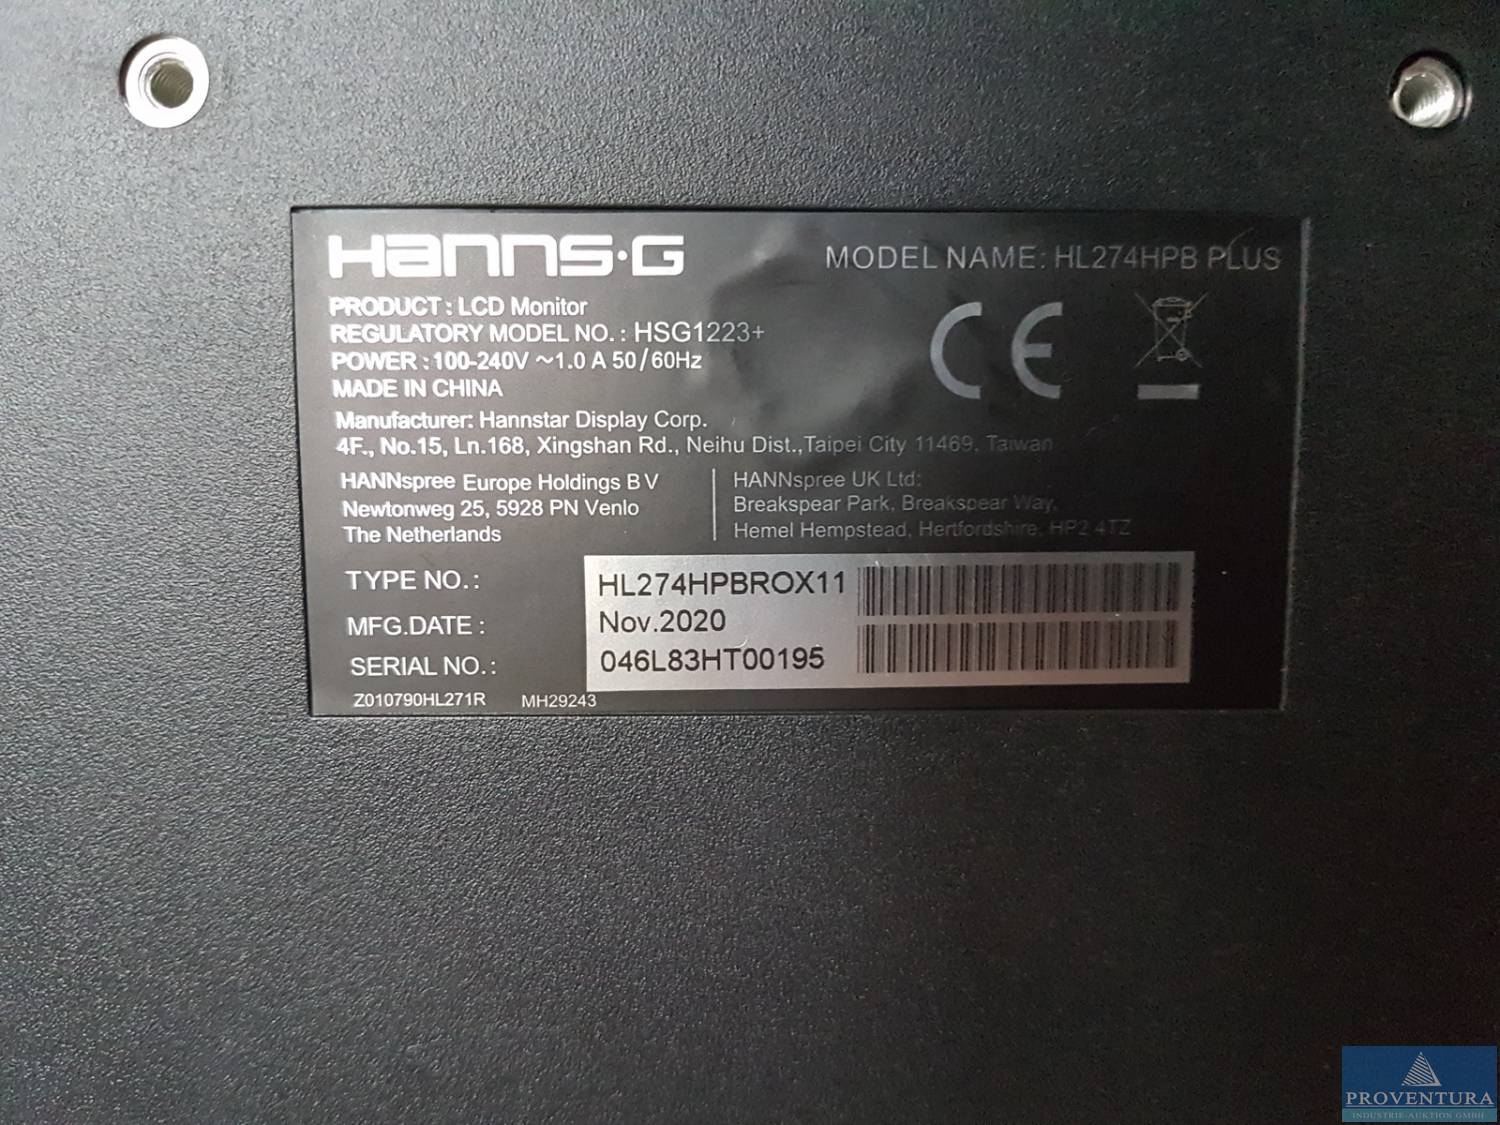 Hanns·G
MODEL NAME: HL274HPB PLUS
PRODUCT : LCD Monitor
REGULATORY MODEL NO. : HSG1223+
POWER : 100-240V ~1.0 A 50/60Hz
MADE IN CHINA
CE
Manufacturer: Hannstar Display Corp.
4F., No.15, Ln.168, Xingshan Rd., Neihu Dist.,Taipei City 11469, Taiwan
HANNspree Europe Holdings B V
Newtonweg 25, 5928 PN Venlo
The Netherlands
HANNspree UK Ltd:
Breakspear Park, Breakspear Way,
Hemel Hempstead, Hertfordshire, HP2 4TZ
TYPE NO. : HL274HPBROX11
MFG.DATE : Nov.2020
SERIAL NO. : 046L83HT00195
Z010790HL271R MH29243
PROVENTURA
INDUSTRIE-AUKTION GMBH